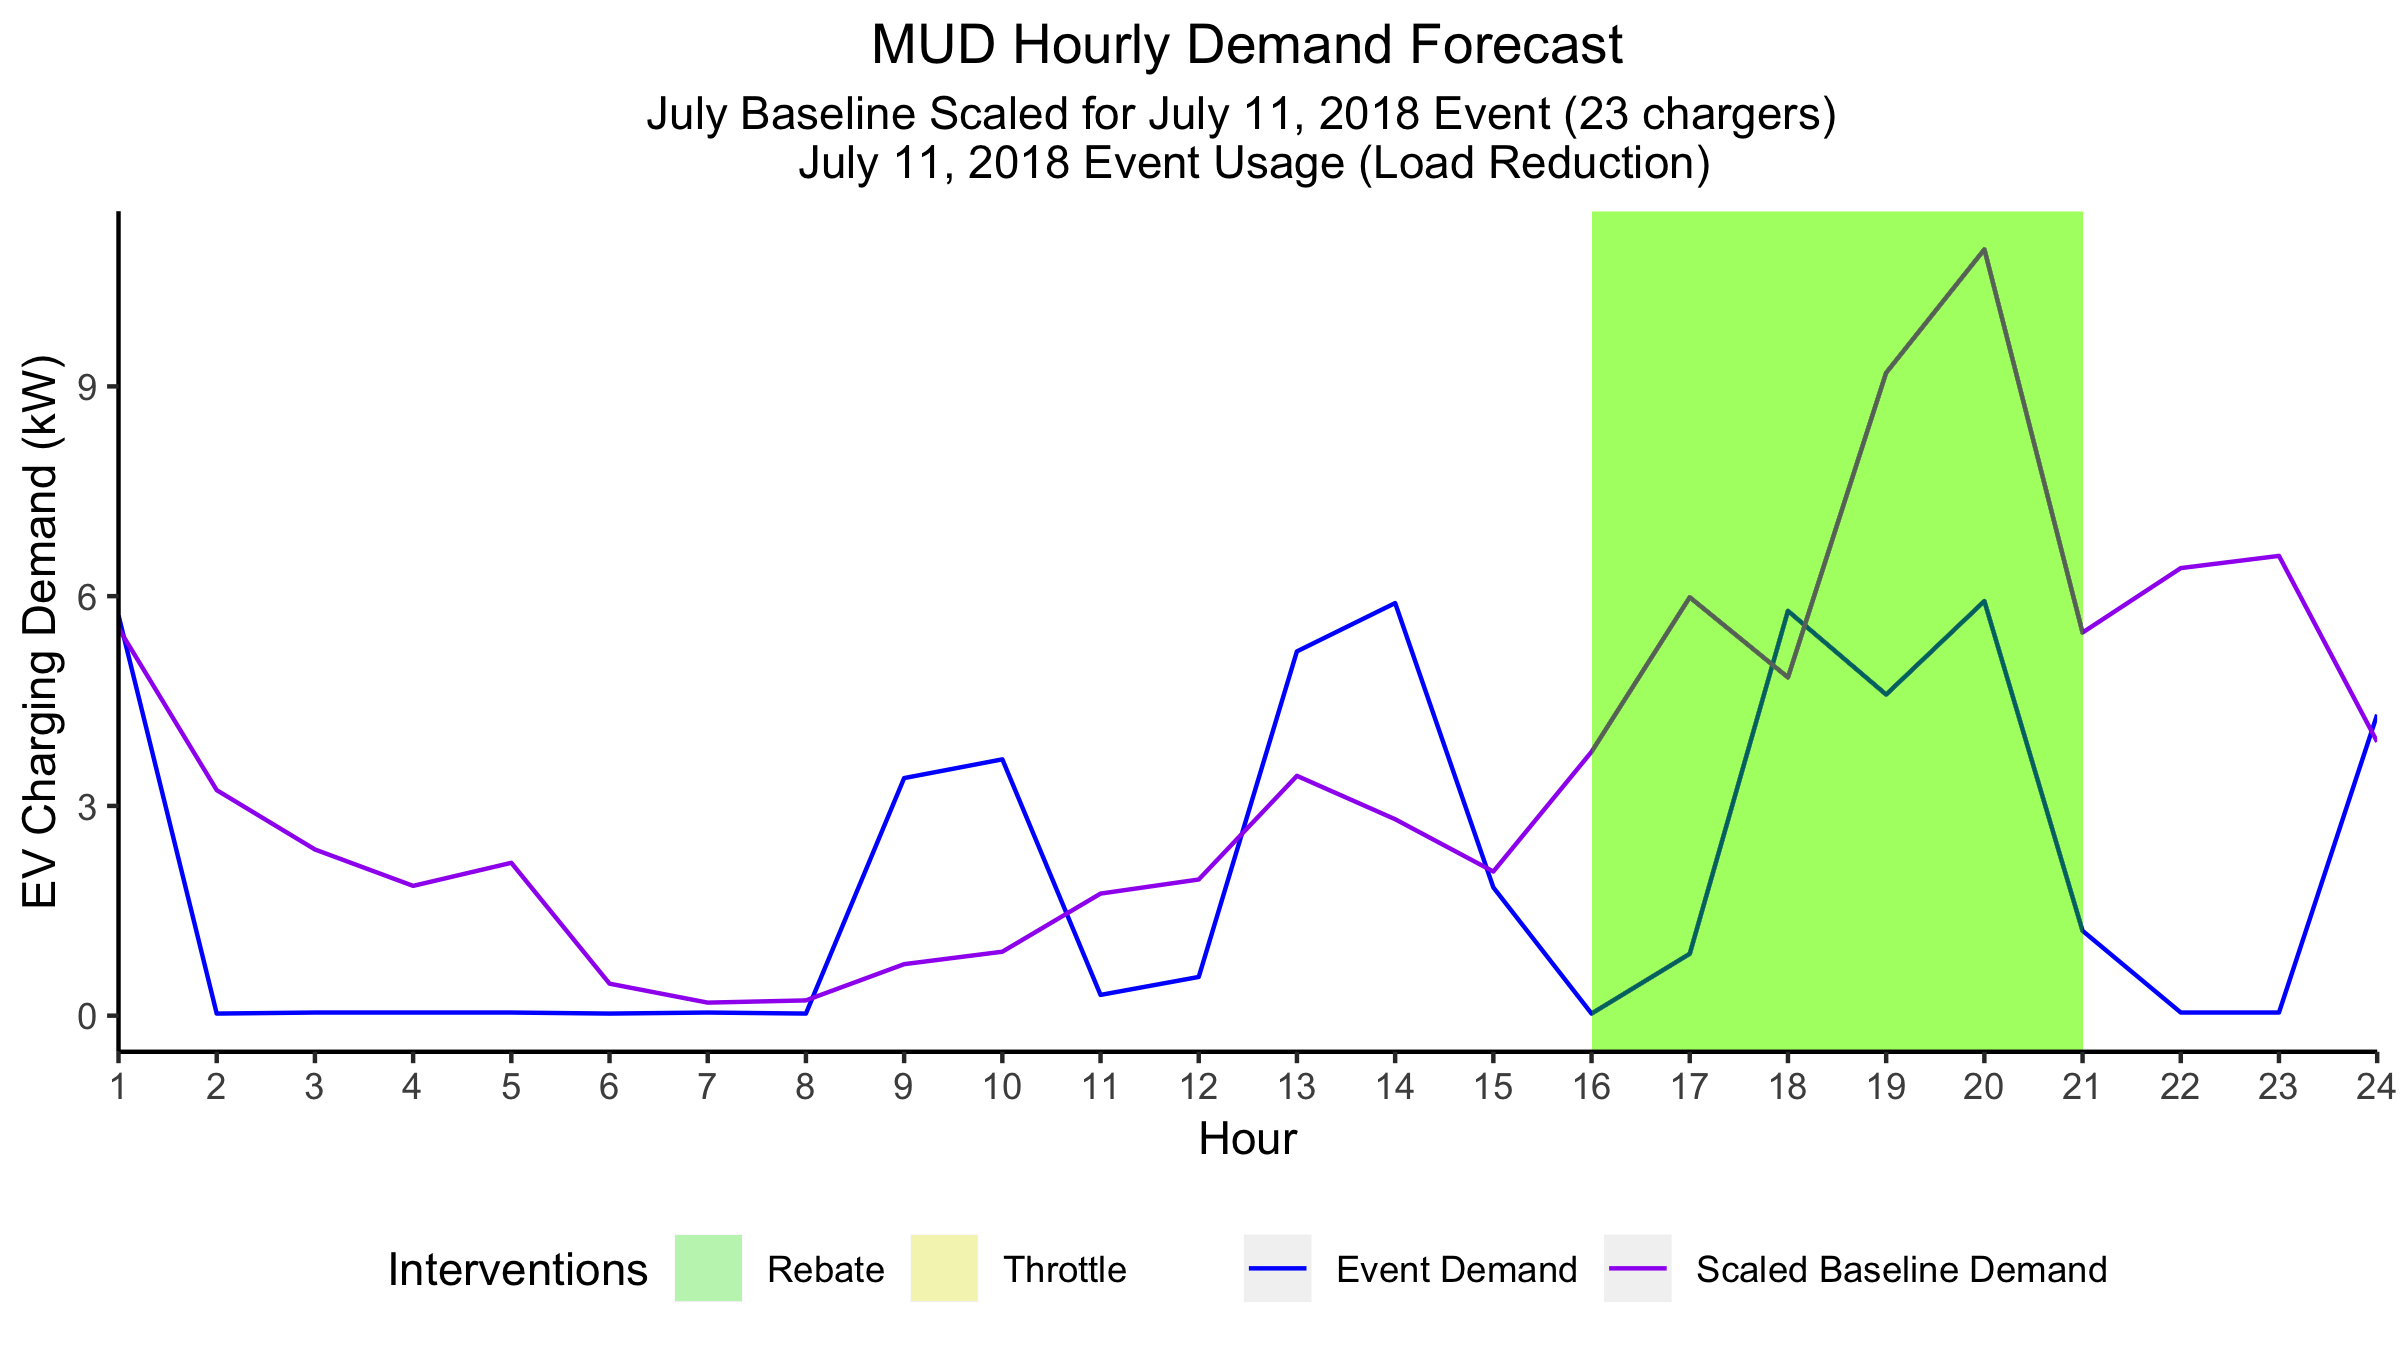 MUD Hourly Demand Forecast
July Baseline Scaled for July 11, 2018 Event (23 chargers)
July 11, 2018 Event Usage (Load Reduction)
EV Charging Demand (kW)
9
6
3
0
1 2 3 4 5 6 7 8 9 10 11 12 13 14 15 16 17 18 19 20 21 22 23 24
Hour
Interventions Rebate Throttle Event Demand Scaled Baseline Demand